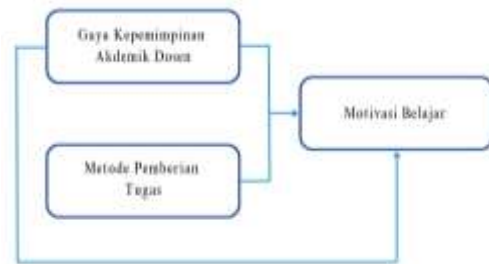 Gaya Kepemimpinan
Akdemik Dosen
Motivasi Belajar
Metode Pemberian
Tugas